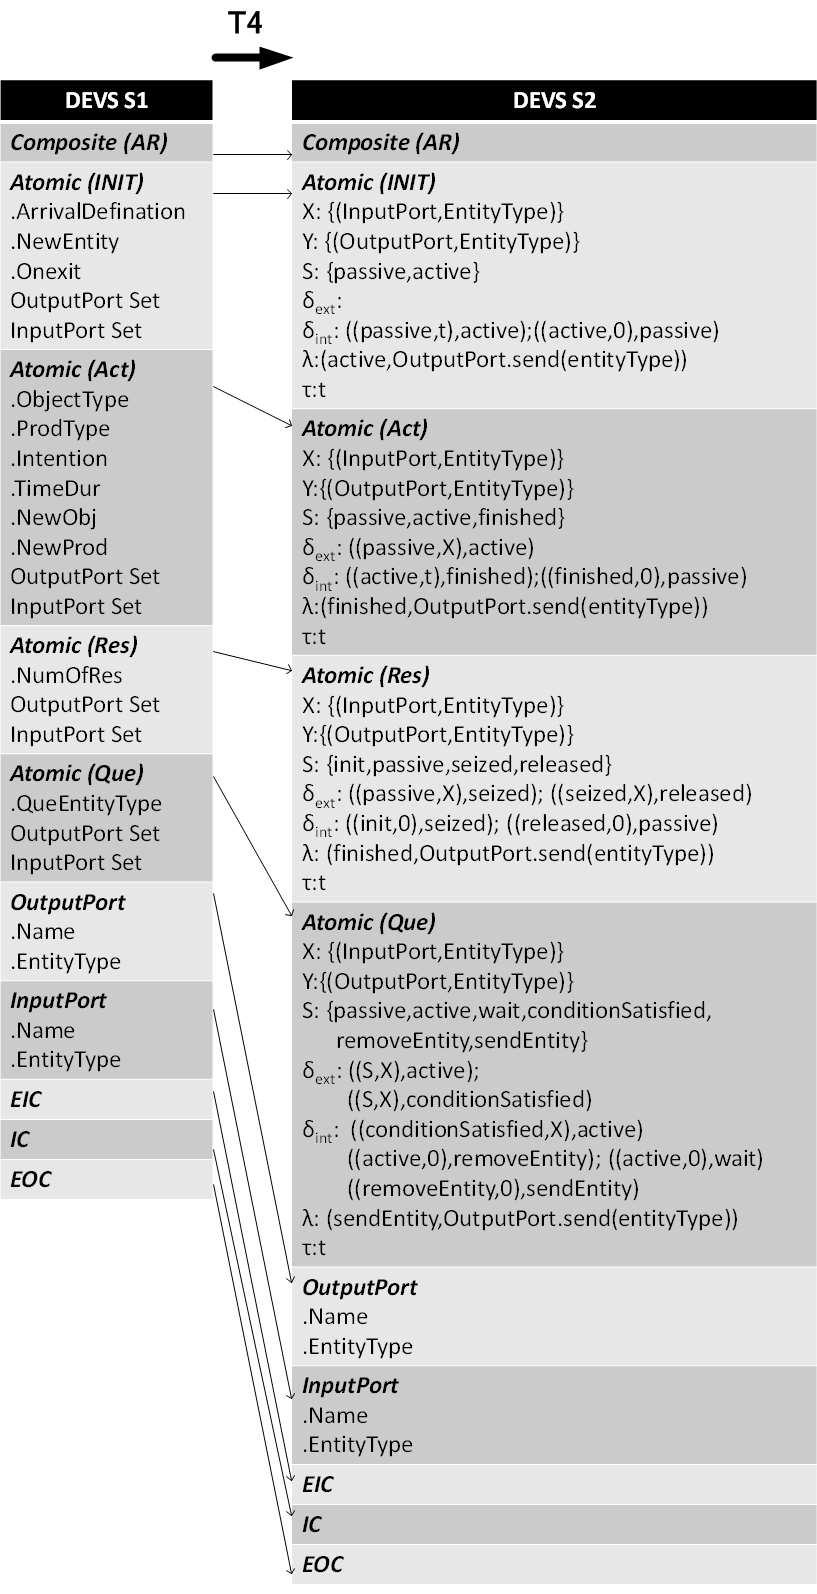 T4
DEVS S1
Composite (AR)
Atomic (INIT)
.ArrivalDefination
.NewEntity
.Onexit
OutputPort Set
InputPort Set
Atomic (Act)
.ObjectType
.ProdType
.Intention
.TimeDur
.NewObj
.NewProd
OutputPort Set
InputPort Set
Atomic (Res)
.NumOfRes
OutputPort Set
InputPort Set
Atomic (Que)
.QueEntityType
OutputPort Set
InputPort Set
OutputPort
.Name
.EntityType
InputPort
.Name
.EntityType
EIC
IC
EOC
DEVS S2
Composite (AR)
Atomic (INIT)
X: {(InputPort,EntityType)}
Y: {(OutputPort,EntityType)}
S: {passive,active}
δext:
δint: ((passive,t),active);((active,0),passive)
λ:(active,OutputPort.send(entityType))
τ:t
Atomic (Act)
X: {(InputPort,EntityType)}
Y:{(OutputPort,EntityType)}
S: {passive,active,finished}
δext: ((passive,X),active)
δint: ((active,t),finished);((finished,0),passive)
λ:(finished,OutputPort.send(entityType))
τ:t
Atomic (Res)
X: {(InputPort,EntityType)}
Y:{(OutputPort,EntityType)}
S: {init,passive,seized,released}
δext: ((passive,X),seized); ((seized,X),released)
δint: ((init,0),seized); ((released,0),passive)
λ: (finished,OutputPort.send(entityType))
τ:t
Atomic (Que)
X: {(InputPort,EntityType)}
Y:{(OutputPort,EntityType)}
S: {passive,active,wait,conditionSatisfied,
removeEntity,sendEntity}
δext: ((S,X),active);
((S,X),conditionSatisfied)
δint: ((conditionSatisfied,X),active)
((active,0),removeEntity); ((active,0),wait)
((removeEntity,0),sendEntity)
λ: (sendEntity,OutputPort.send(entityType))
τ:t
OutputPort
.Name
.EntityType
InputPort
.Name
.EntityType
EIC
IC
EOC